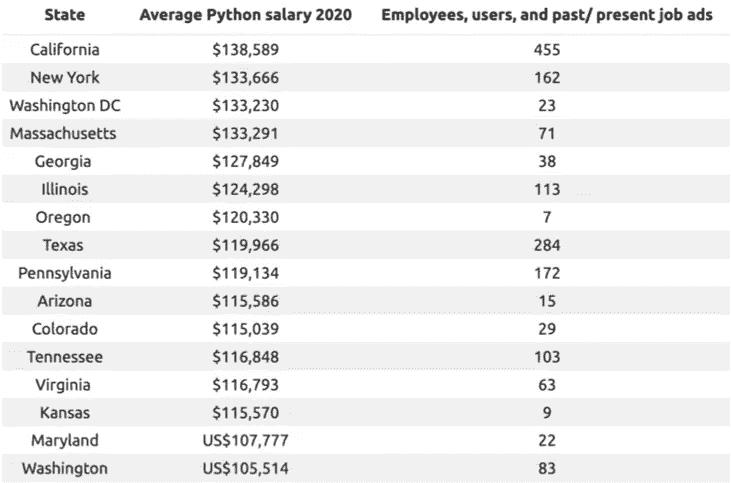 State Average Python salary 2020 Employees, users, and past/ present job ads
California $138,589 455
New York $133,666 162
Washington DC $133,230 23
Massachusetts $133,291 71
Georgia $127,849 38
Illinois $124,298 113
Oregon $120,330 7
Texas $119,966 284
Pennsylvania $119,134 172
Arizona $115,586 15
Colorado $115,039 29
Tennessee $116,848 103
Virginia $116,793 63
Kansas $115,570 9
Maryland US$107,777 22
Washington US$105,514 83